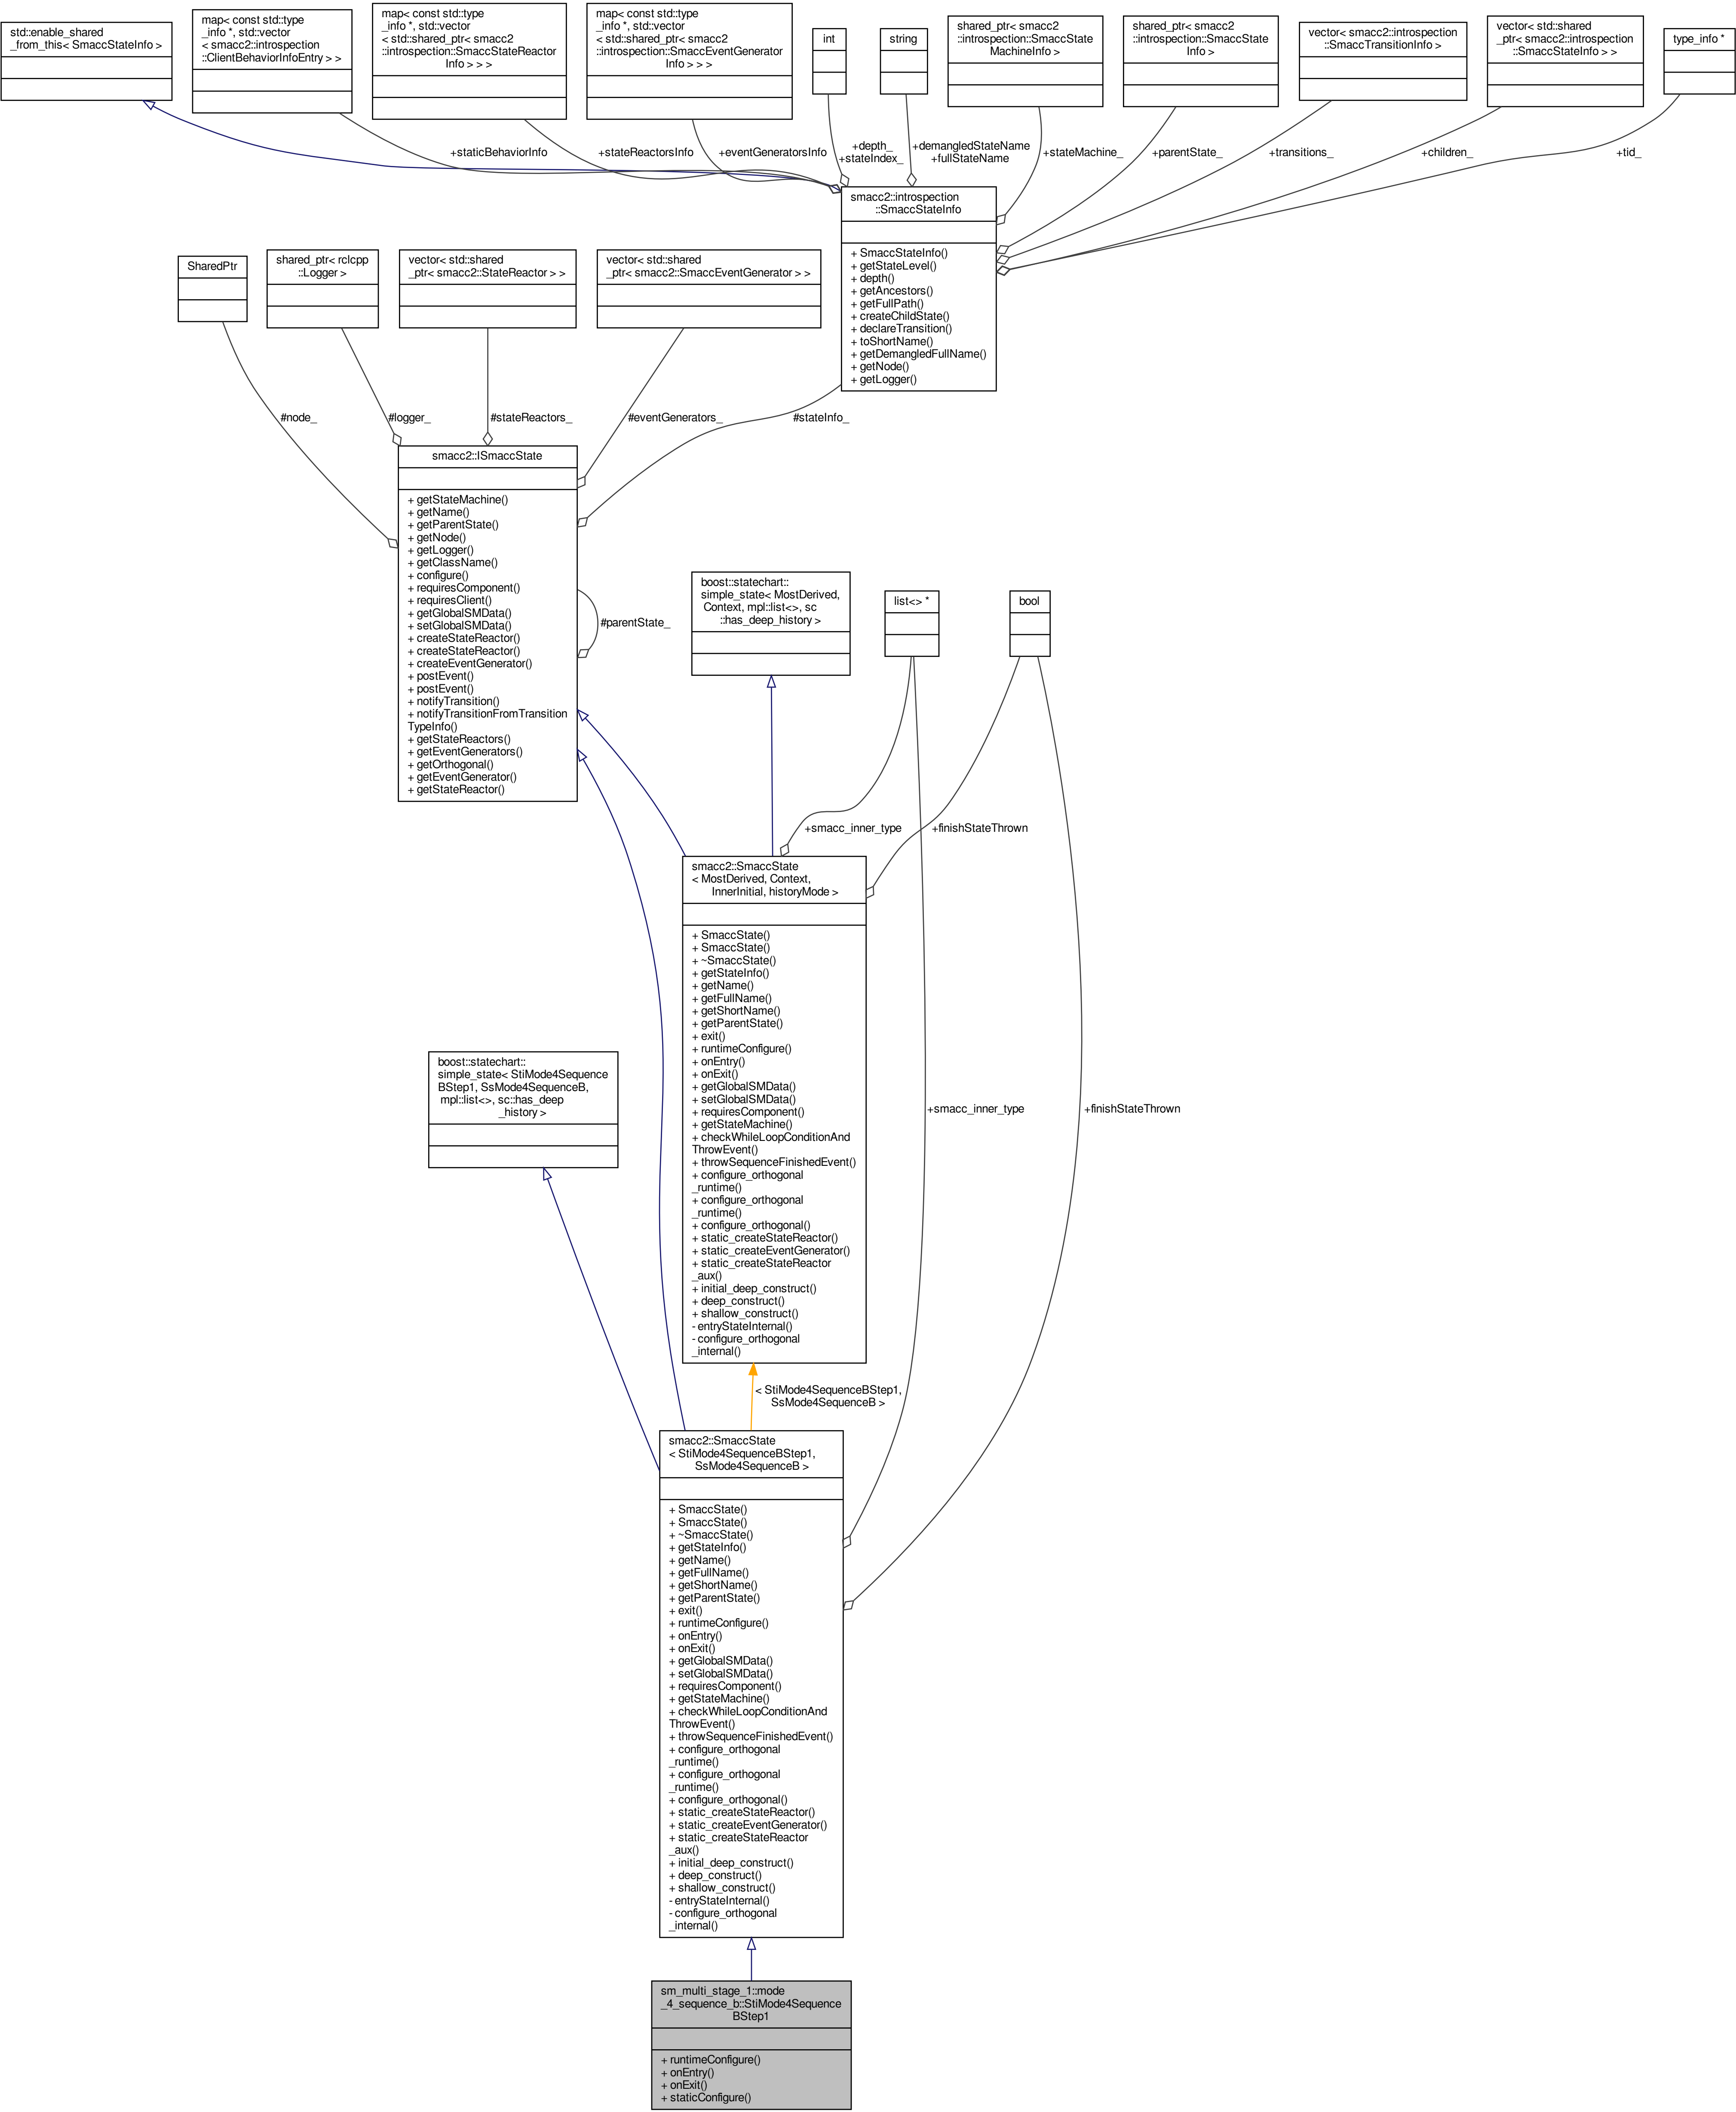 std::enable_shared
_from_this< SmaccStateInfo >
map< const std::type
_info *, std::vector
< smacc2::introspection
::ClientBehaviorInfoEntry > >
map< const std::type
_info *, std::vector
< std::shared_ptr< smacc2
::introspection::SmaccStateReactor
Info > > >
map< const std::type
_info *, std::vector
< std::shared_ptr< smacc2
::introspection::SmaccEventGenerator
Info > > >
int
string
shared_ptr< smacc2
::introspection::SmaccState
MachineInfo >
shared_ptr< smacc2
::introspection::SmaccState
Info >
vector< smacc2::introspection
::SmaccTransitionInfo >
vector< std::shared
_ptr< smacc2::introspection
::SmaccStateInfo > >
type_info *
+staticBehaviorInfo
+stateReactorsInfo
+eventGeneratorsInfo
+depth_
+stateIndex_
+demangledStateName
+fullStateName
+stateMachine_
+parentState_
+transitions_
+children_
+tid_
smacc2::introspection
::SmaccStateInfo
+ SmaccStateInfo()
+ getStateLevel()
+ depth()
+ getAncestors()
+ getFullPath()
+ createChildState()
+ declareTransition()
+ toShortName()
+ getDemangledFullName()
+ getNode()
+ getLogger()
SharedPtr
shared_ptr< rclcpp
::Logger >
vector< std::shared
_ptr< smacc2::StateReactor > >
vector< std::shared
_ptr< smacc2::SmaccEventGenerator > >
#node_
#logger_
#stateReactors_
#eventGenerators_
#stateInfo_
smacc2::ISmaccState
+ getStateMachine()
+ getName()
+ getParentState()
+ getNode()
+ getLogger()
+ getClassName()
+ configure()
+ requiresComponent()
+ requiresClient()
+ getGlobalSMData()
+ setGlobalSMData()
+ createStateReactor()
+ createStateReactor()
+ createEventGenerator()
+ postEvent()
+ postEvent()
+ notifyTransition()
+ notifyTransitionFromTransition
TypeInfo()
+ getStateReactors()
+ getEventGenerators()
+ getOrthogonal()
+ getEventGenerator()
+ getStateReactor()
#parentState_
boost::statechart::
simple_state< MostDerived,
Context, mpl::list<>, sc
::has_deep_history >
list<> *
bool
+smacc_inner_type
+finishStateThrown
smacc2::SmaccState
< MostDerived, Context,
InnerInitial, historyMode >
+ SmaccState()
+ SmaccState()
+ ~SmaccState()
+ getStateInfo()
+ getName()
+ getFullName()
+ getShortName()
+ getParentState()
+ exit()
+ runtimeConfigure()
+ onEntry()
+ onExit()
+ getGlobalSMData()
+ setGlobalSMData()
+ requiresComponent()
+ getStateMachine()
+ checkWhileLoopConditionAnd
ThrowEvent()
+ throwSequenceFinishedEvent()
+ configure_orthogonal
_runtime()
+ configure_orthogonal
_runtime()
+ configure_orthogonal()
+ static_createStateReactor()
+ static_createEventGenerator()
+ static_createStateReactor
_aux()
+ initial_deep_construct()
+ deep_construct()
+ shallow_construct()
- entryStateInternal()
- configure_orthogonal
_internal()
boost::statechart::
simple_state< StiMode4Sequence
BStep1, SsMode4SequenceB,
mpl::list<>, sc::has_deep
_history >
+smacc_inner_type
+finishStateThrown
< StiMode4SequenceBStep1,
SsMode4SequenceB >
smacc2::SmaccState
< StiMode4SequenceBStep1,
SsMode4SequenceB >
+ SmaccState()
+ SmaccState()
+ ~SmaccState()
+ getStateInfo()
+ getName()
+ getFullName()
+ getShortName()
+ getParentState()
+ exit()
+ runtimeConfigure()
+ onEntry()
+ onExit()
+ getGlobalSMData()
+ setGlobalSMData()
+ requiresComponent()
+ getStateMachine()
+ checkWhileLoopConditionAnd
ThrowEvent()
+ throwSequenceFinishedEvent()
+ configure_orthogonal
_runtime()
+ configure_orthogonal
_runtime()
+ configure_orthogonal()
+ static_createStateReactor()
+ static_createEventGenerator()
+ static_createStateReactor
_aux()
+ initial_deep_construct()
+ deep_construct()
+ shallow_construct()
- entryStateInternal()
- configure_orthogonal
_internal()
sm_multi_stage_1::mode
_4_sequence_b::StiMode4Sequence
BStep1
+ runtimeConfigure()
+ onEntry()
+ onExit()
+ staticConfigure()